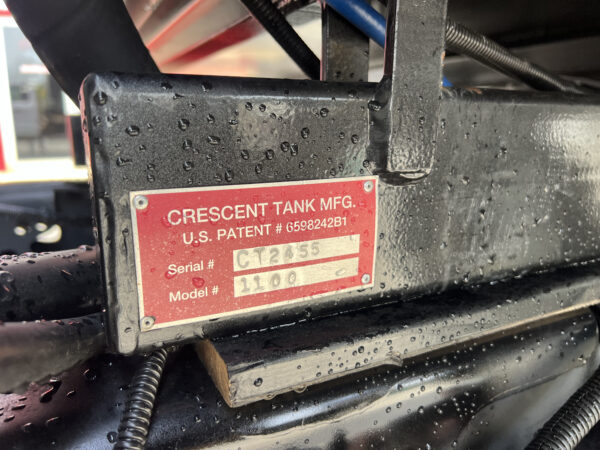 CRESCENT TANK MFG.
U.S. PATENT # 6598242B1
Serial # CT2455
Model # 1100